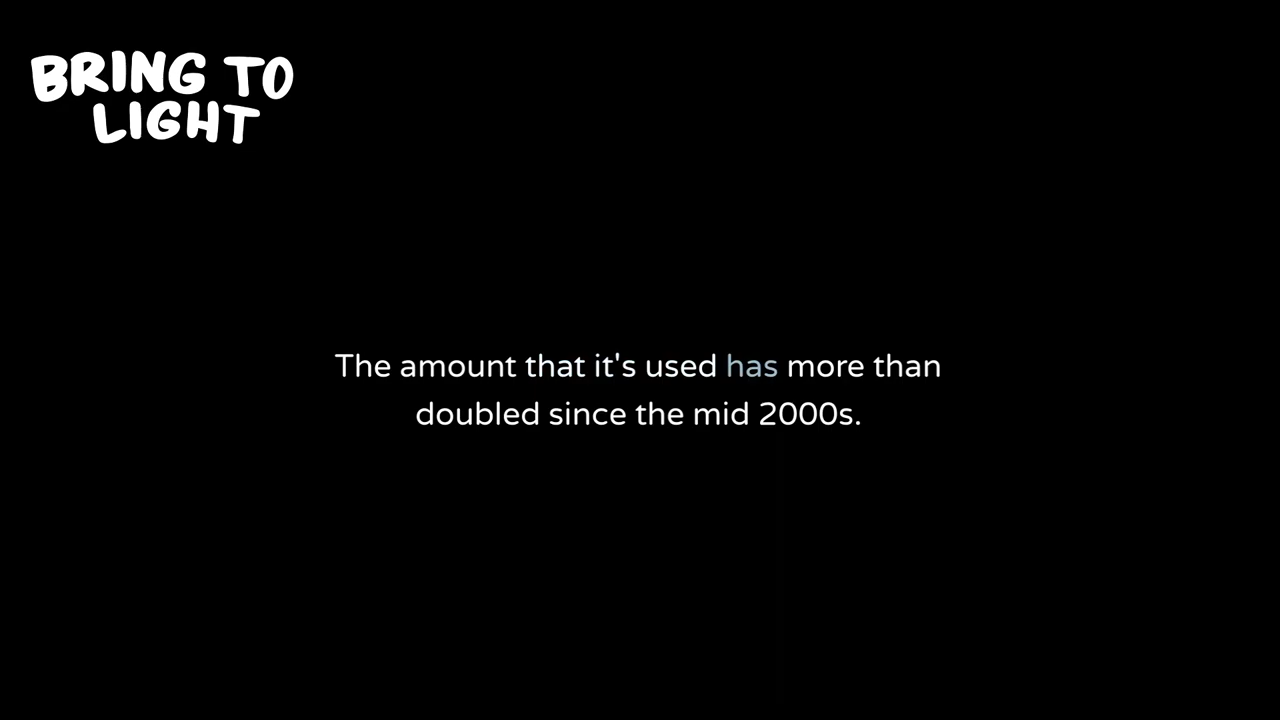 BRING TO
LIGHT
The amount that it's used has more than
doubled since the mid 2000s.